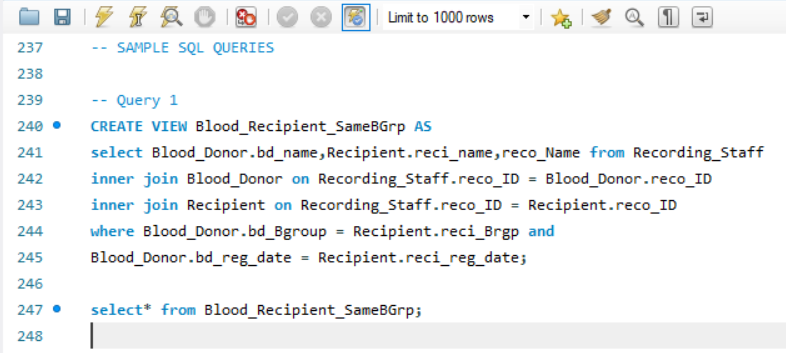 Limit to 1000 rows
237 -- SAMPLE SQL QUERIES
238
239 -- Query 1
240 CREATE VIEW Blood_Recipient_SameBGrp AS
241 select Blood_Donor.bd_name,Recipient.reci_name,reco_Name from Recording_Staff
242 inner join Blood_Donor on Recording_Staff.reco_ID = Blood_Donor.reco_ID
243 inner join Recipient on Recording_Staff.reco_ID = Recipient.reco_ID
244 where Blood_Donor.bd_Bgroup = Recipient.reci_Brgp and
245 Blood_Donor.bd_reg_date = Recipient.reci_reg_date;
246
247 select* from Blood_Recipient_SameBGrp;
248